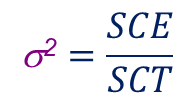 σ² = SCE / SCT